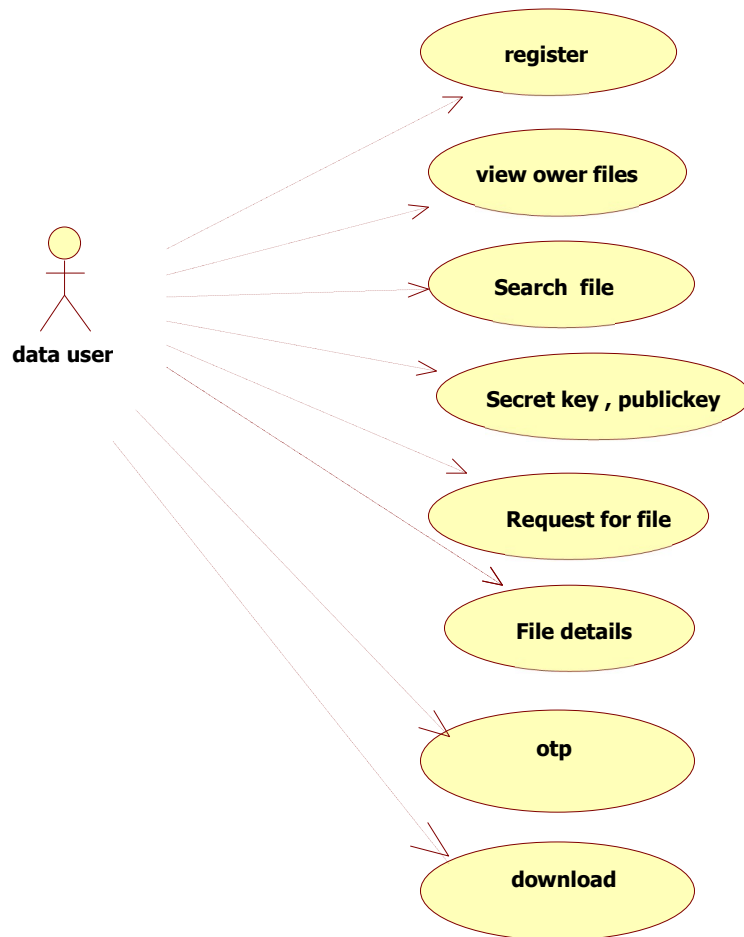 register
view ower files
Search file
data user
Secret key , publickey
Request for file
File details
otp
download